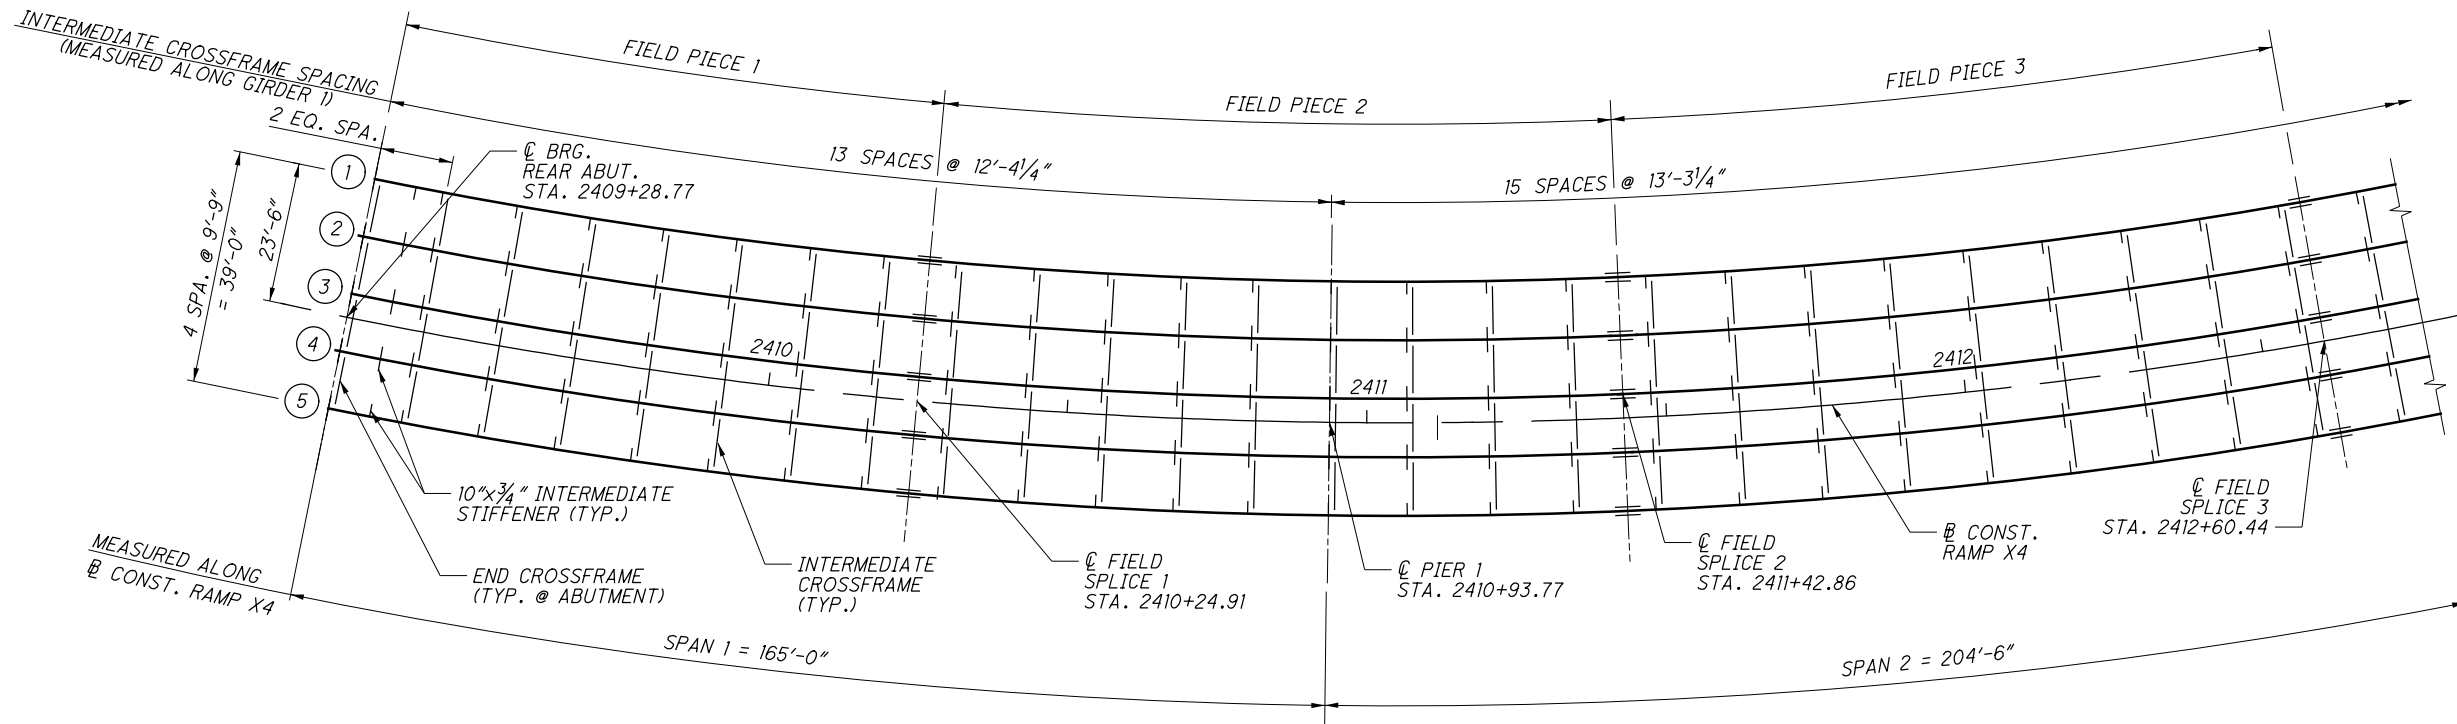 INTERMEDIATE CROSSFRAME SPACING
(MEASURED ALONG GIRDER 1)
FIELD PIECE 1
FIELD PIECE 2
FIELD PIECE 3
2 EQ. SPA.
13 SPACES @ 12'-4¼"
15 SPACES @ 13'-3¼"
℄ BRG.
REAR ABUT.
STA. 2409+28.77
4 SPA. @ 9'-9"
= 39'-0"
23'-6"
1
2
3
4
5
2410
2411
2412
10"x¾" INTERMEDIATE
STIFFENER (TYP.)
END CROSSFRAME
(TYP. @ ABUTMENT)
INTERMEDIATE
CROSSFRAME
(TYP.)
℄ FIELD
SPLICE 1
STA. 2410+24.91
℄ PIER 1
STA. 2410+93.77
℄ FIELD
SPLICE 2
STA. 2411+42.86
BL CONST.
RAMP X4
℄ FIELD
SPLICE 3
STA. 2412+60.44
MEASURED ALONG
BL CONST. RAMP X4
SPAN 1 = 165'-0"
SPAN 2 = 204'-6"